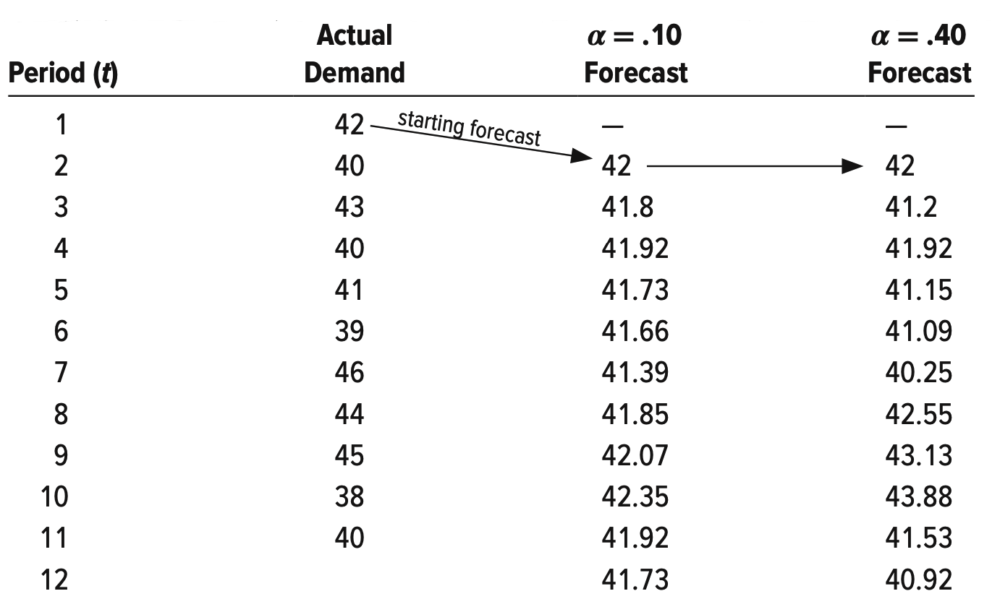 Actual α = .10 α = .40
Period (t) Demand Forecast Forecast
1 42 starting forecast — —
2 40 42 42
3 43 41.8 41.2
4 40 41.92 41.92
5 41 41.73 41.15
6 39 41.66 41.09
7 46 41.39 40.25
8 44 41.85 42.55
9 45 42.07 43.13
10 38 42.35 43.88
11 40 41.92 41.53
12 41.73 40.92